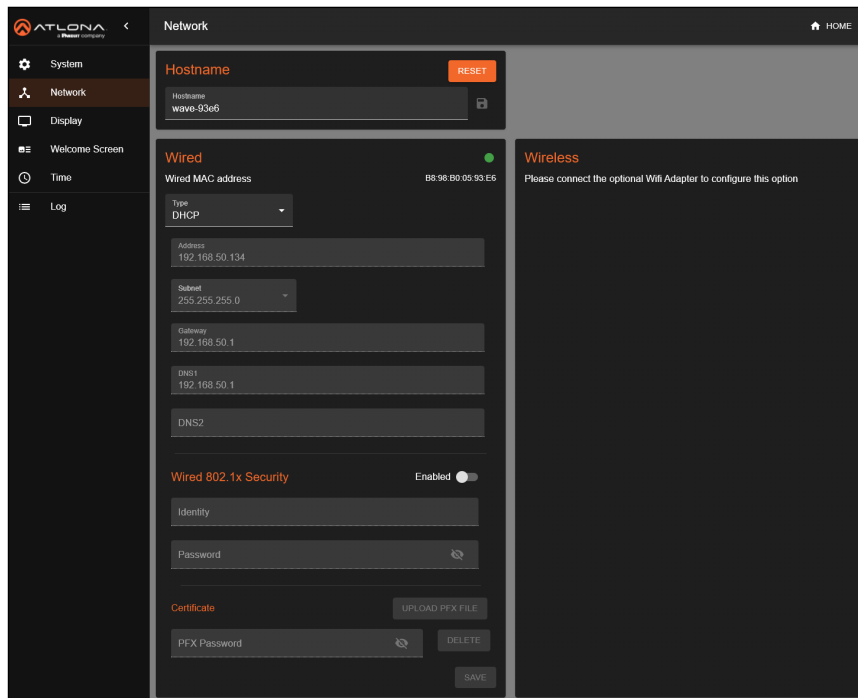 ATLONA
a Panduit company
Network
HOME
System
Network
Display
Welcome Screen
Time
Log
Hostname
RESET
Hostname
wave-93e6
Wired
Wired MAC address
B8:98:B0:05:93:E6
Type
DHCP
Address
192.168.50.134
Subnet
255.255.255.0
Gateway
192.168.50.1
DNS1
192.168.50.1
DNS2
Wired 802.1x Security
Enabled
Identity
Password
Certificate
UPLOAD PFX FILE
PFX Password
DELETE
SAVE
Wireless
Please connect the optional Wifi Adapter to configure this option